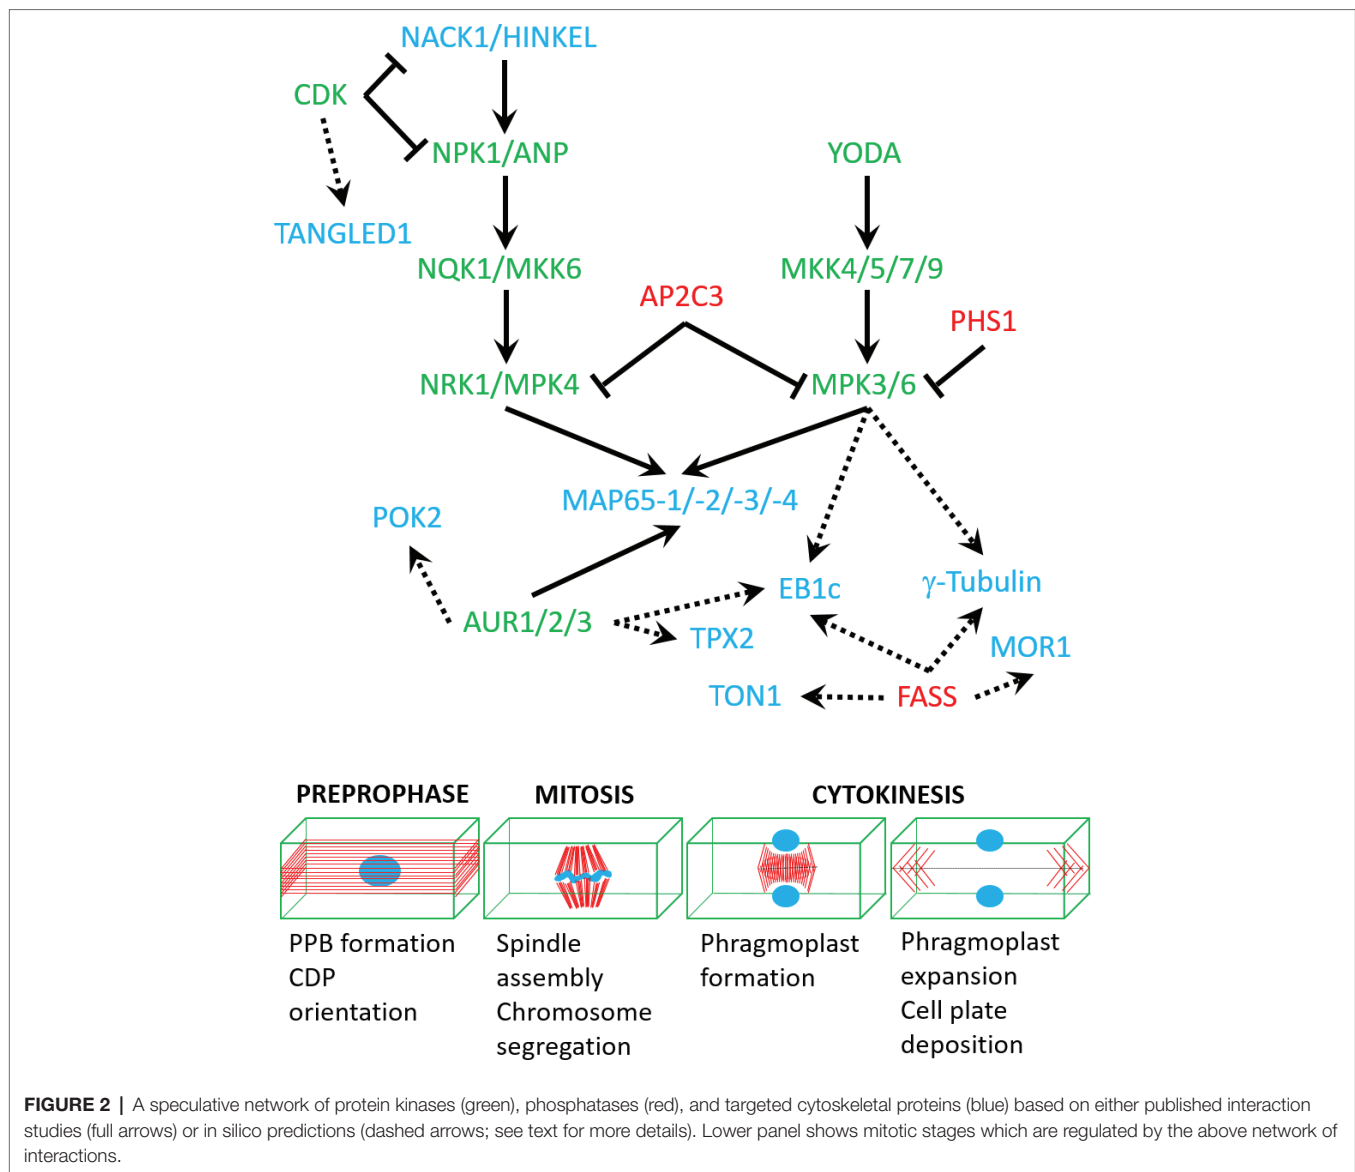 NACK1/HINKEL
CDK
NPK1/ANP
YODA
TANGLED1
NQK1/MKK6
MKK4/5/7/9
AP2C3
PHS1
NRK1/MPK4
MPK3/6
MAP65-1/-2/-3/-4
POK2
EB1c
γ-Tubulin
AUR1/2/3
TPX2
MOR1
TON1
FASS
PREPROPHASE
MITOSIS
CYTOKINESIS
PPB formation
CDP
orientation
Spindle
assembly
Chromosome
segregation
Phragmoplast
formation
Phragmoplast
expansion
Cell plate
deposition
FIGURE 2 | A speculative network of protein kinases (green), phosphatases (red), and targeted cytoskeletal proteins (blue) based on either published interaction
studies (full arrows) or in silico predictions (dashed arrows; see text for more details). Lower panel shows mitotic stages which are regulated by the above network of
interactions.